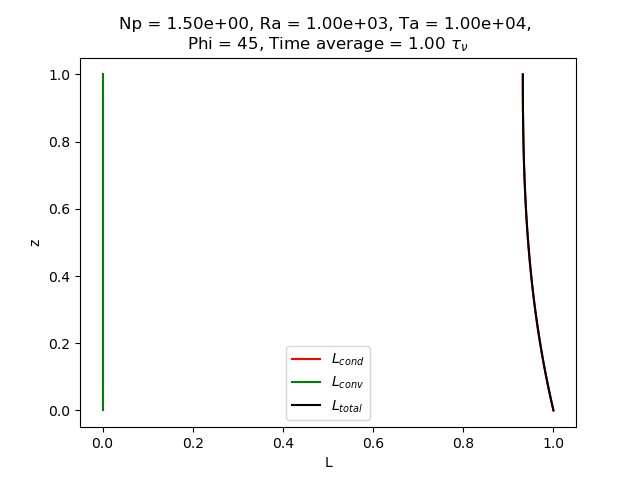 Np = 1.50e+00, Ra = 1.00e+03, Ta = 1.00e+04,
Phi = 45, Time average = 1.00 τ_ν
1.0
0.8
0.6
0.4
0.2
0.0
z
L_cond
L_conv
L_total
0.0 0.2 0.4 0.6 0.8 1.0
L